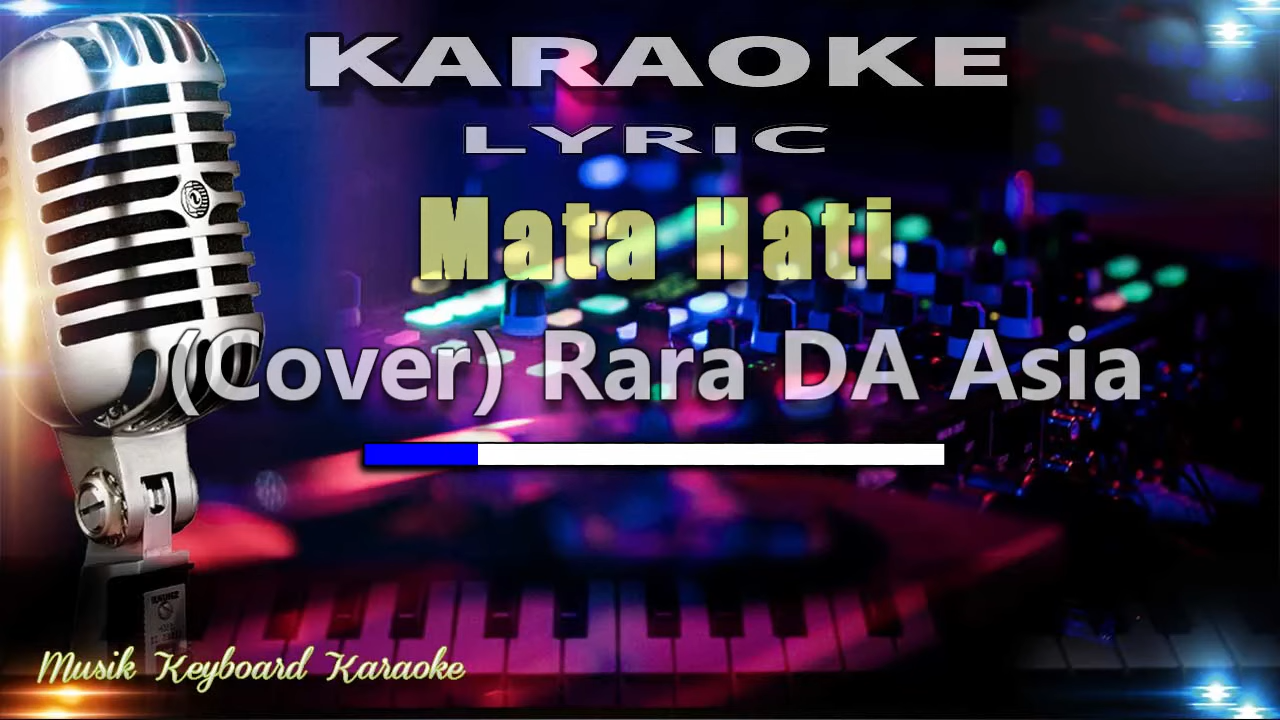 KARAOKE
LYRIC
Mata Hati
(Cover) Rara DA Asia
Musik Keyboard Karaoke